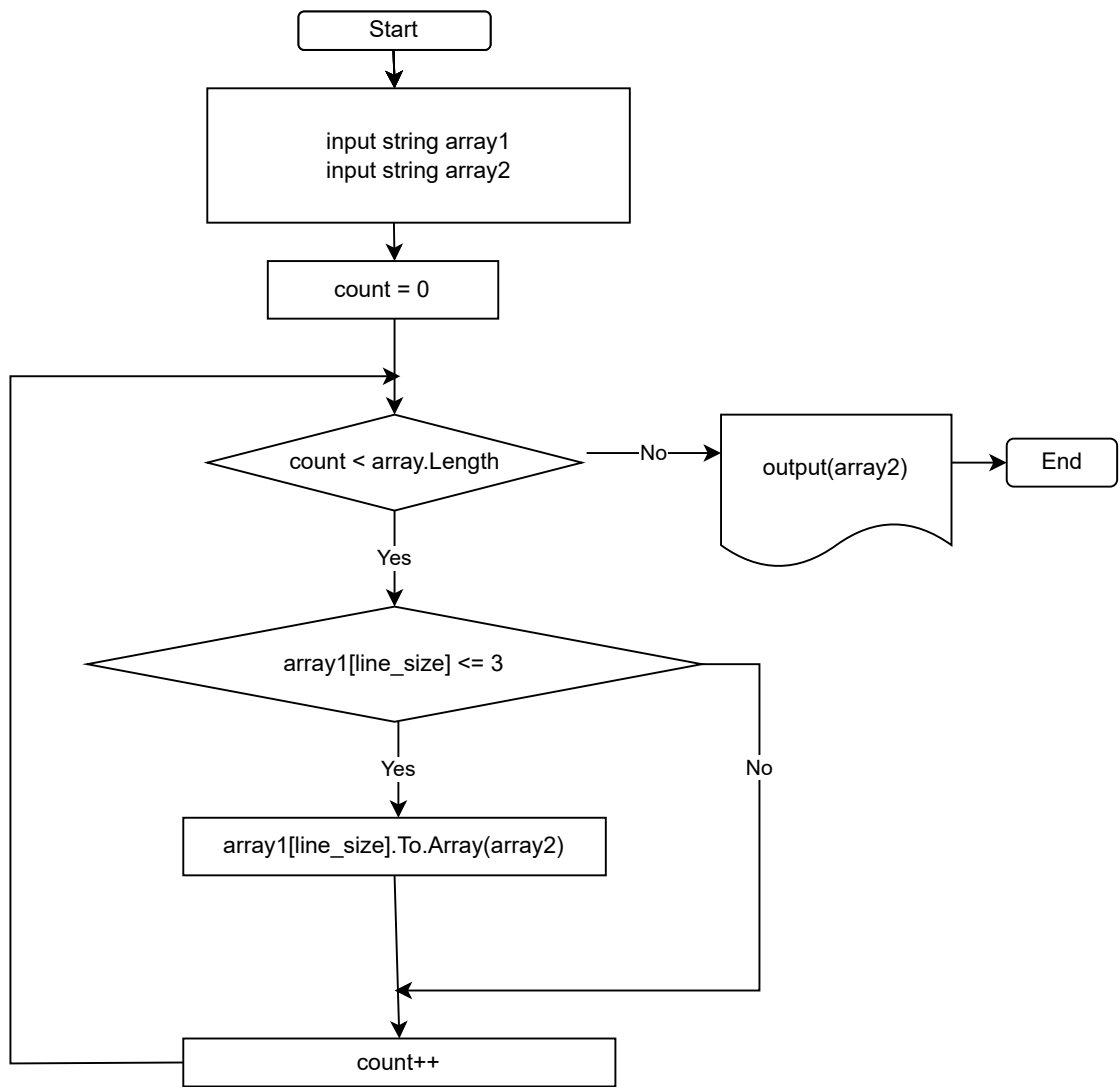 Start
input string array1
input string array2
count = 0
count < array.Length
No
output(array2)
End
Yes
array1[line_size] <= 3
Yes
No
array1[line_size].To.Array(array2)
count++